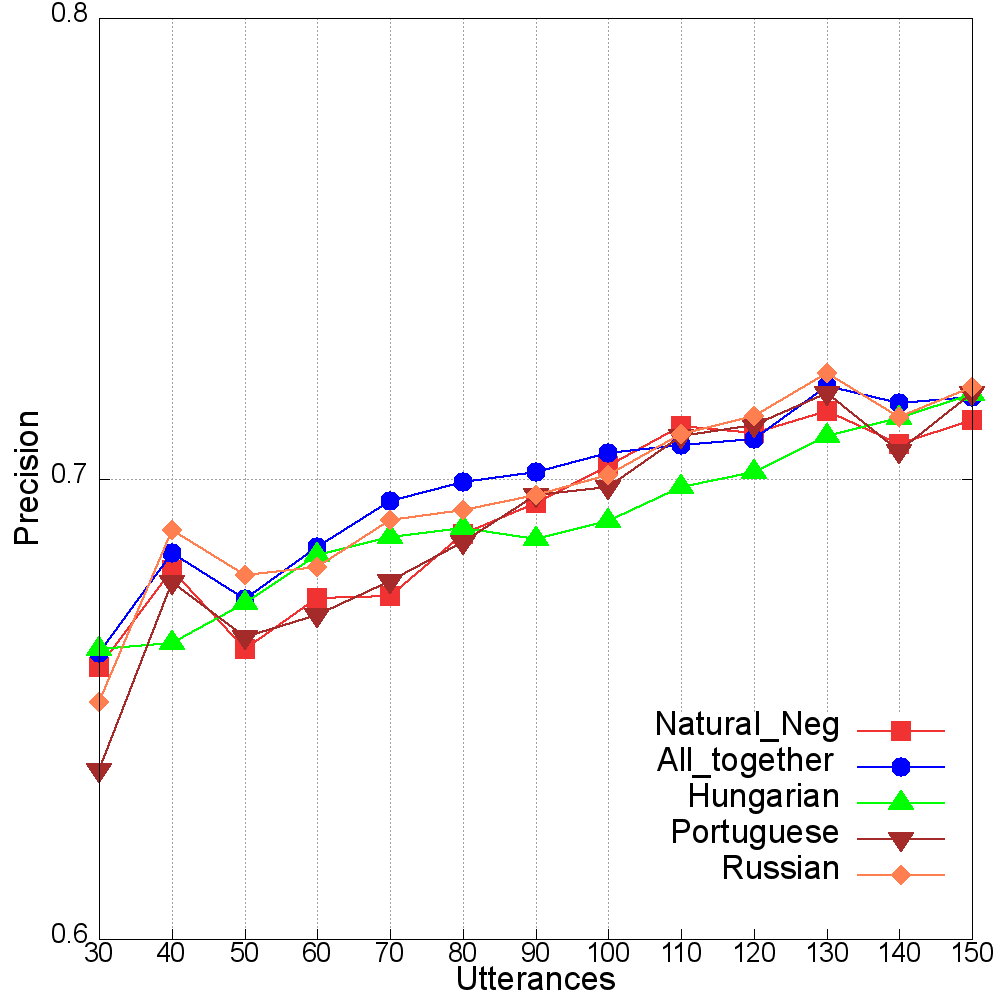 0.8
0.7
0.6
Precision
30 40 50 60 70 80 90 100 110 120 130 140 150
Utterances
Natural_Neg
All_together
Hungarian
Portuguese
Russian